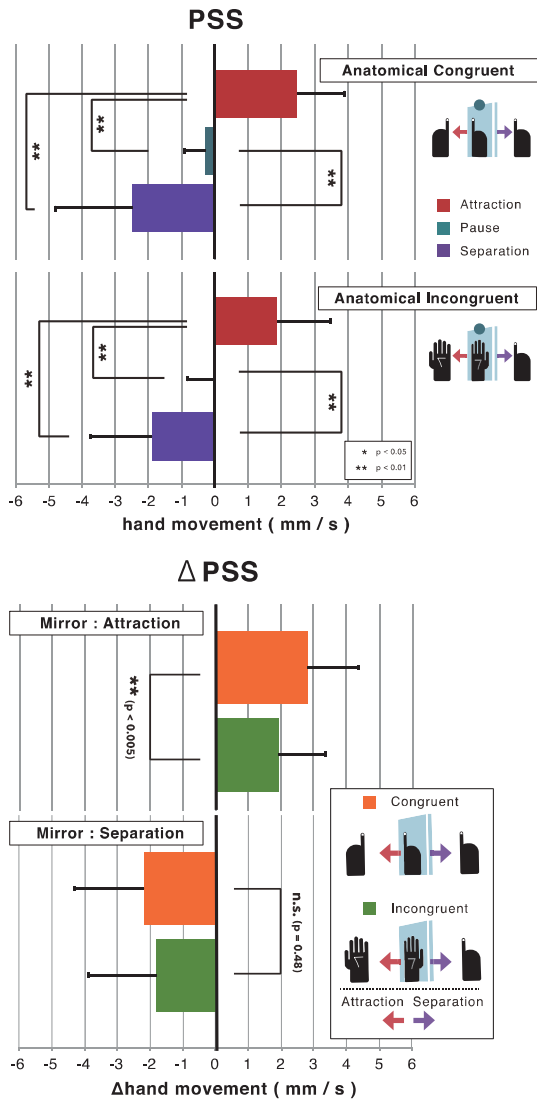 PSS
Anatomical Congruent
**
**
**
Attraction
Pause
Separation
Anatomical Incongruent
**
**
**
* p < 0.05
** p < 0.01
-6 -5 -4 -3 -2 -1 0 1 2 3 4 5 6
hand movement ( mm / s )
Δ PSS
Mirror : Attraction
** (p < 0.005)
Mirror : Separation
n.s. (p = 0.48)
Congruent
Incongruent
Attraction Separation
-6 -5 -4 -3 -2 -1 0 1 2 3 4 5 6
Δhand movement ( mm / s )